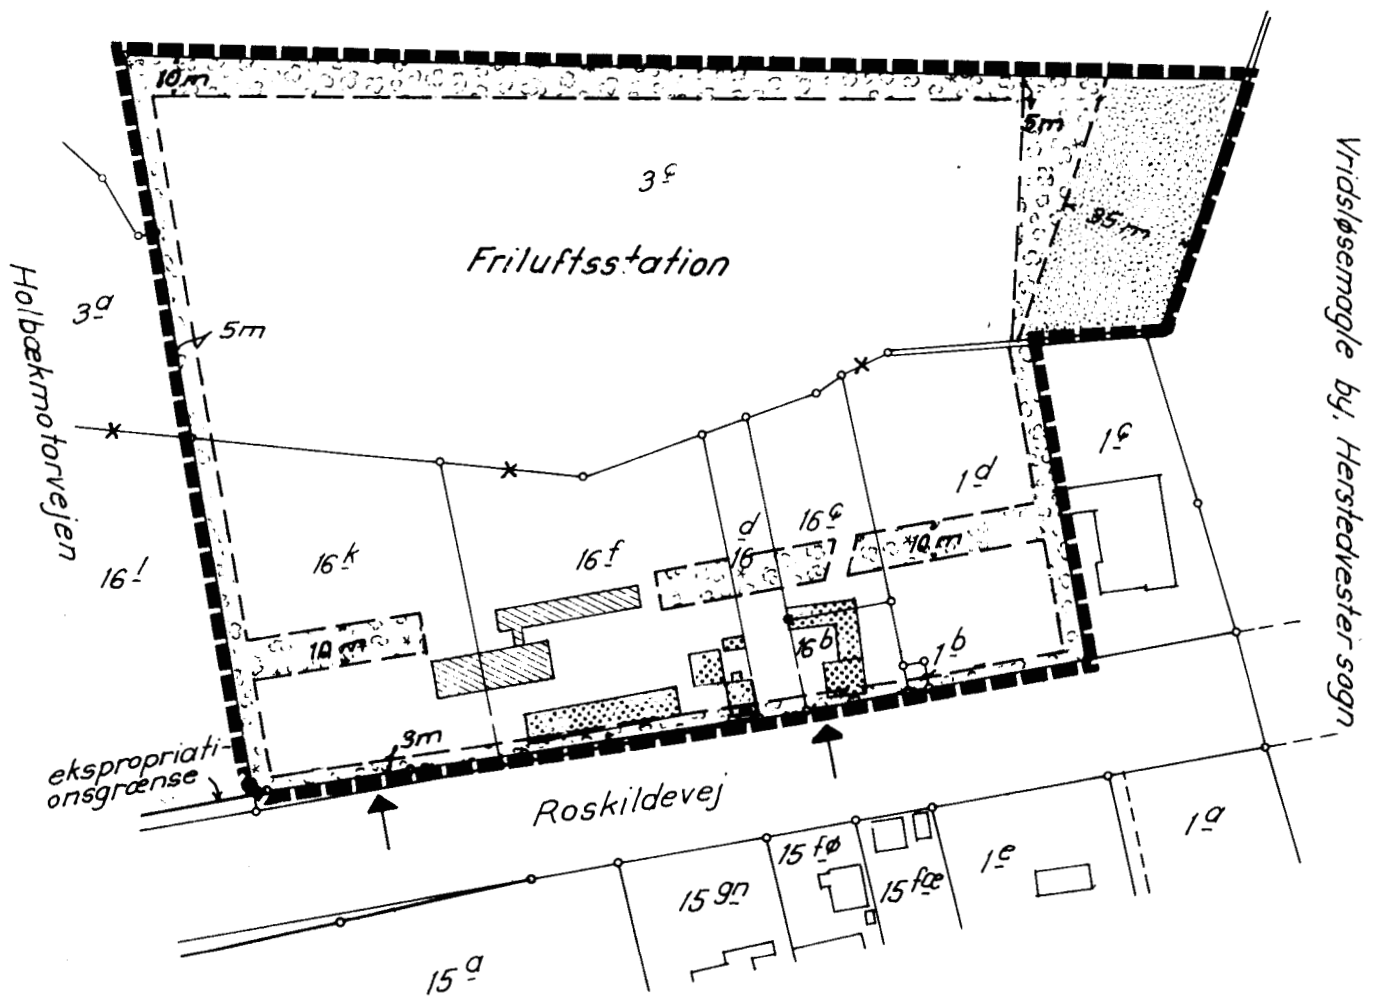 10m
5m
3c
35m
Friluftsstation
3a
5m
Holbækmotorvejen
Vridsløsemagle by, Herstedvester sogn
1c
1d
16c
d
16
10m
16k
16f
16l
10m
16b
1b
3m
ekspropriati-
onsgrænse
Roskildevej
15fø
1e
1a
15gn
15fæ
15a